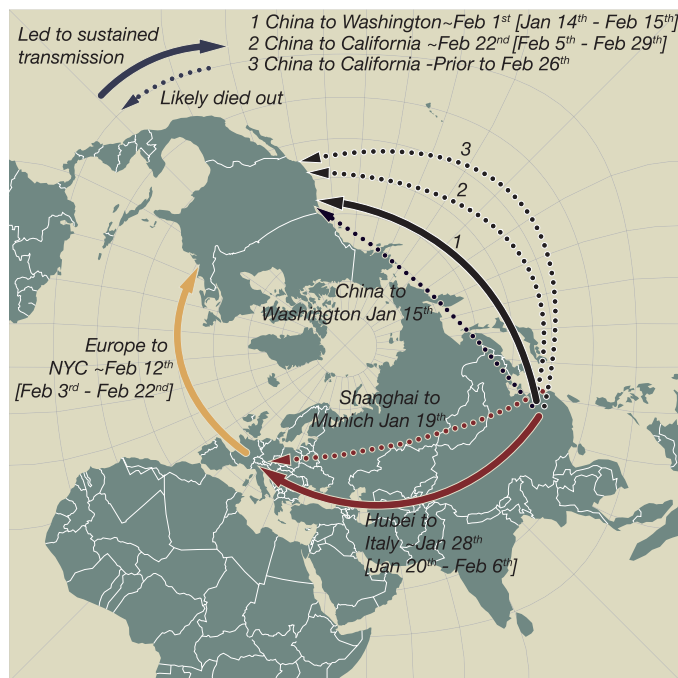 Led to sustained
transmission
Likely died out
1 China to Washington~Feb 1st [Jan 14th - Feb 15th]
2 China to California ~Feb 22nd [Feb 5th - Feb 29th]
3 China to California -Prior to Feb 26th
3
2
1
China to
Washington Jan 15th
Europe to
NYC ~Feb 12th
[Feb 3rd - Feb 22nd]
Shanghai to
Munich Jan 19th
Hubei to
Italy ~Jan 28th
[Jan 20th - Feb 6th]